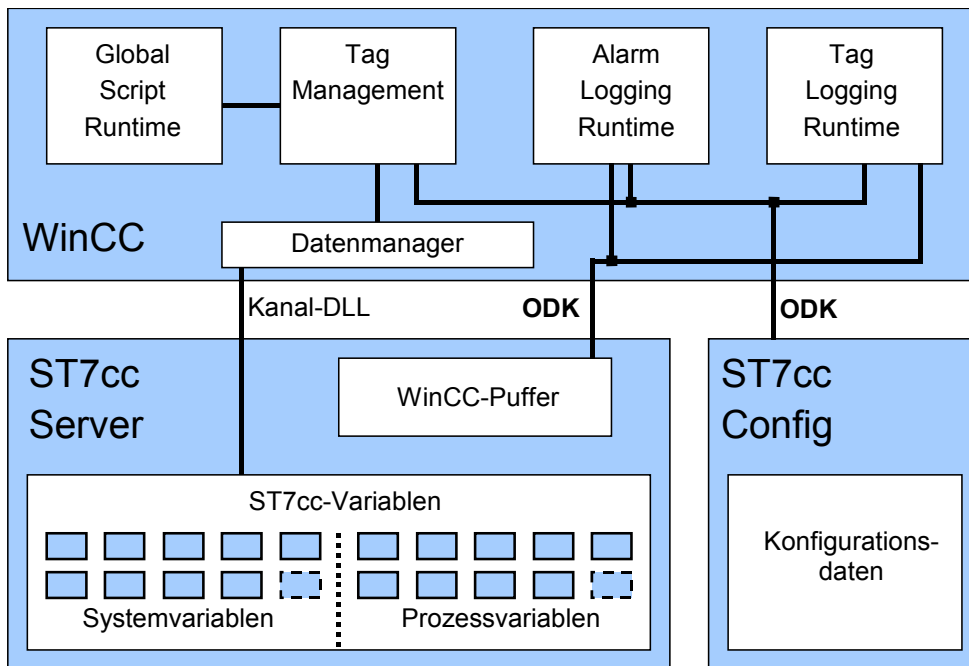 Global
Script
Runtime
Tag
Management
Alarm
Logging
Runtime
Tag
Logging
Runtime
WinCC
Datenmanager
Kanal-DLL
ODK
ODK
ST7cc
Server
WinCC-Puffer
ST7cc-Variablen
Systemvariablen
Prozessvariablen
ST7cc
Config
Konfigurations-
daten